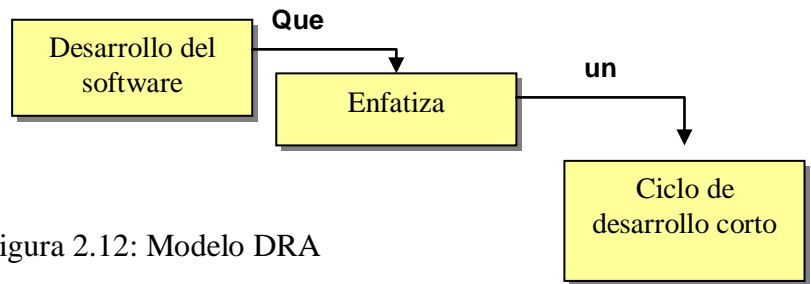 Que
Desarrollo del
software
un
Enfatiza
Ciclo de
desarrollo corto
igura 2.12: Modelo DRA